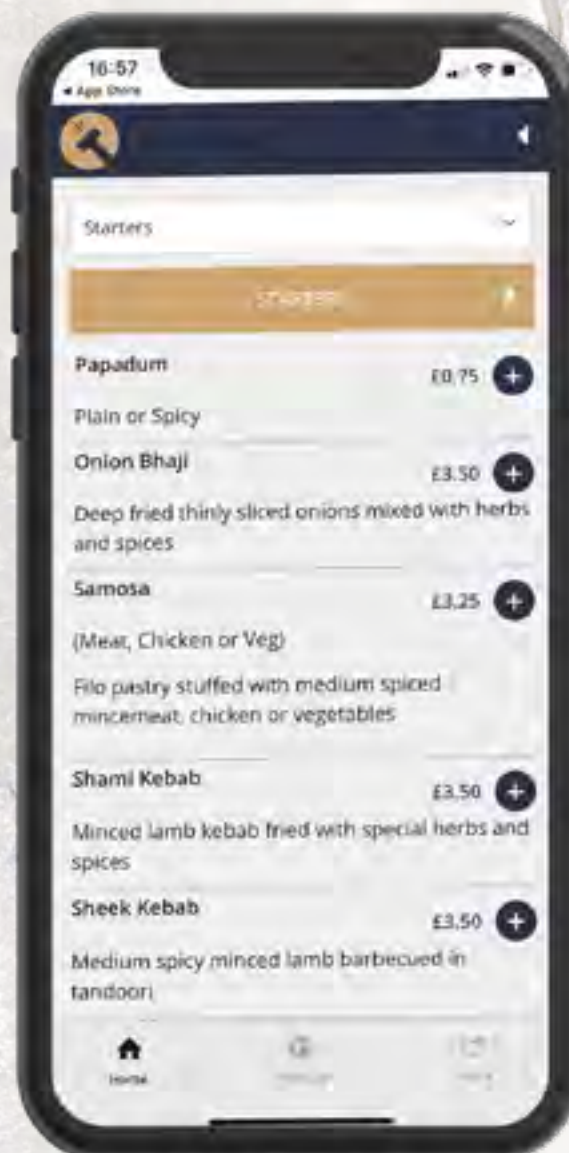 16:57
App Store
Starters
STARTERS
Papadum
£0.75
Plain or Spicy
Onion Bhaji
£3.50
Deep fried thinly sliced onions mixed with herbs
and spices
Samosa
£3.25
(Meat, Chicken or Veg)
Filo pastry stuffed with medium spiced
mincemeat, chicken or vegetables
Shami Kebab
£3.50
Minced lamb kebab fried with special herbs and
spices
Sheek Kebab
£3.50
Medium spicy minced lamb barbecued in
tandoori
Home